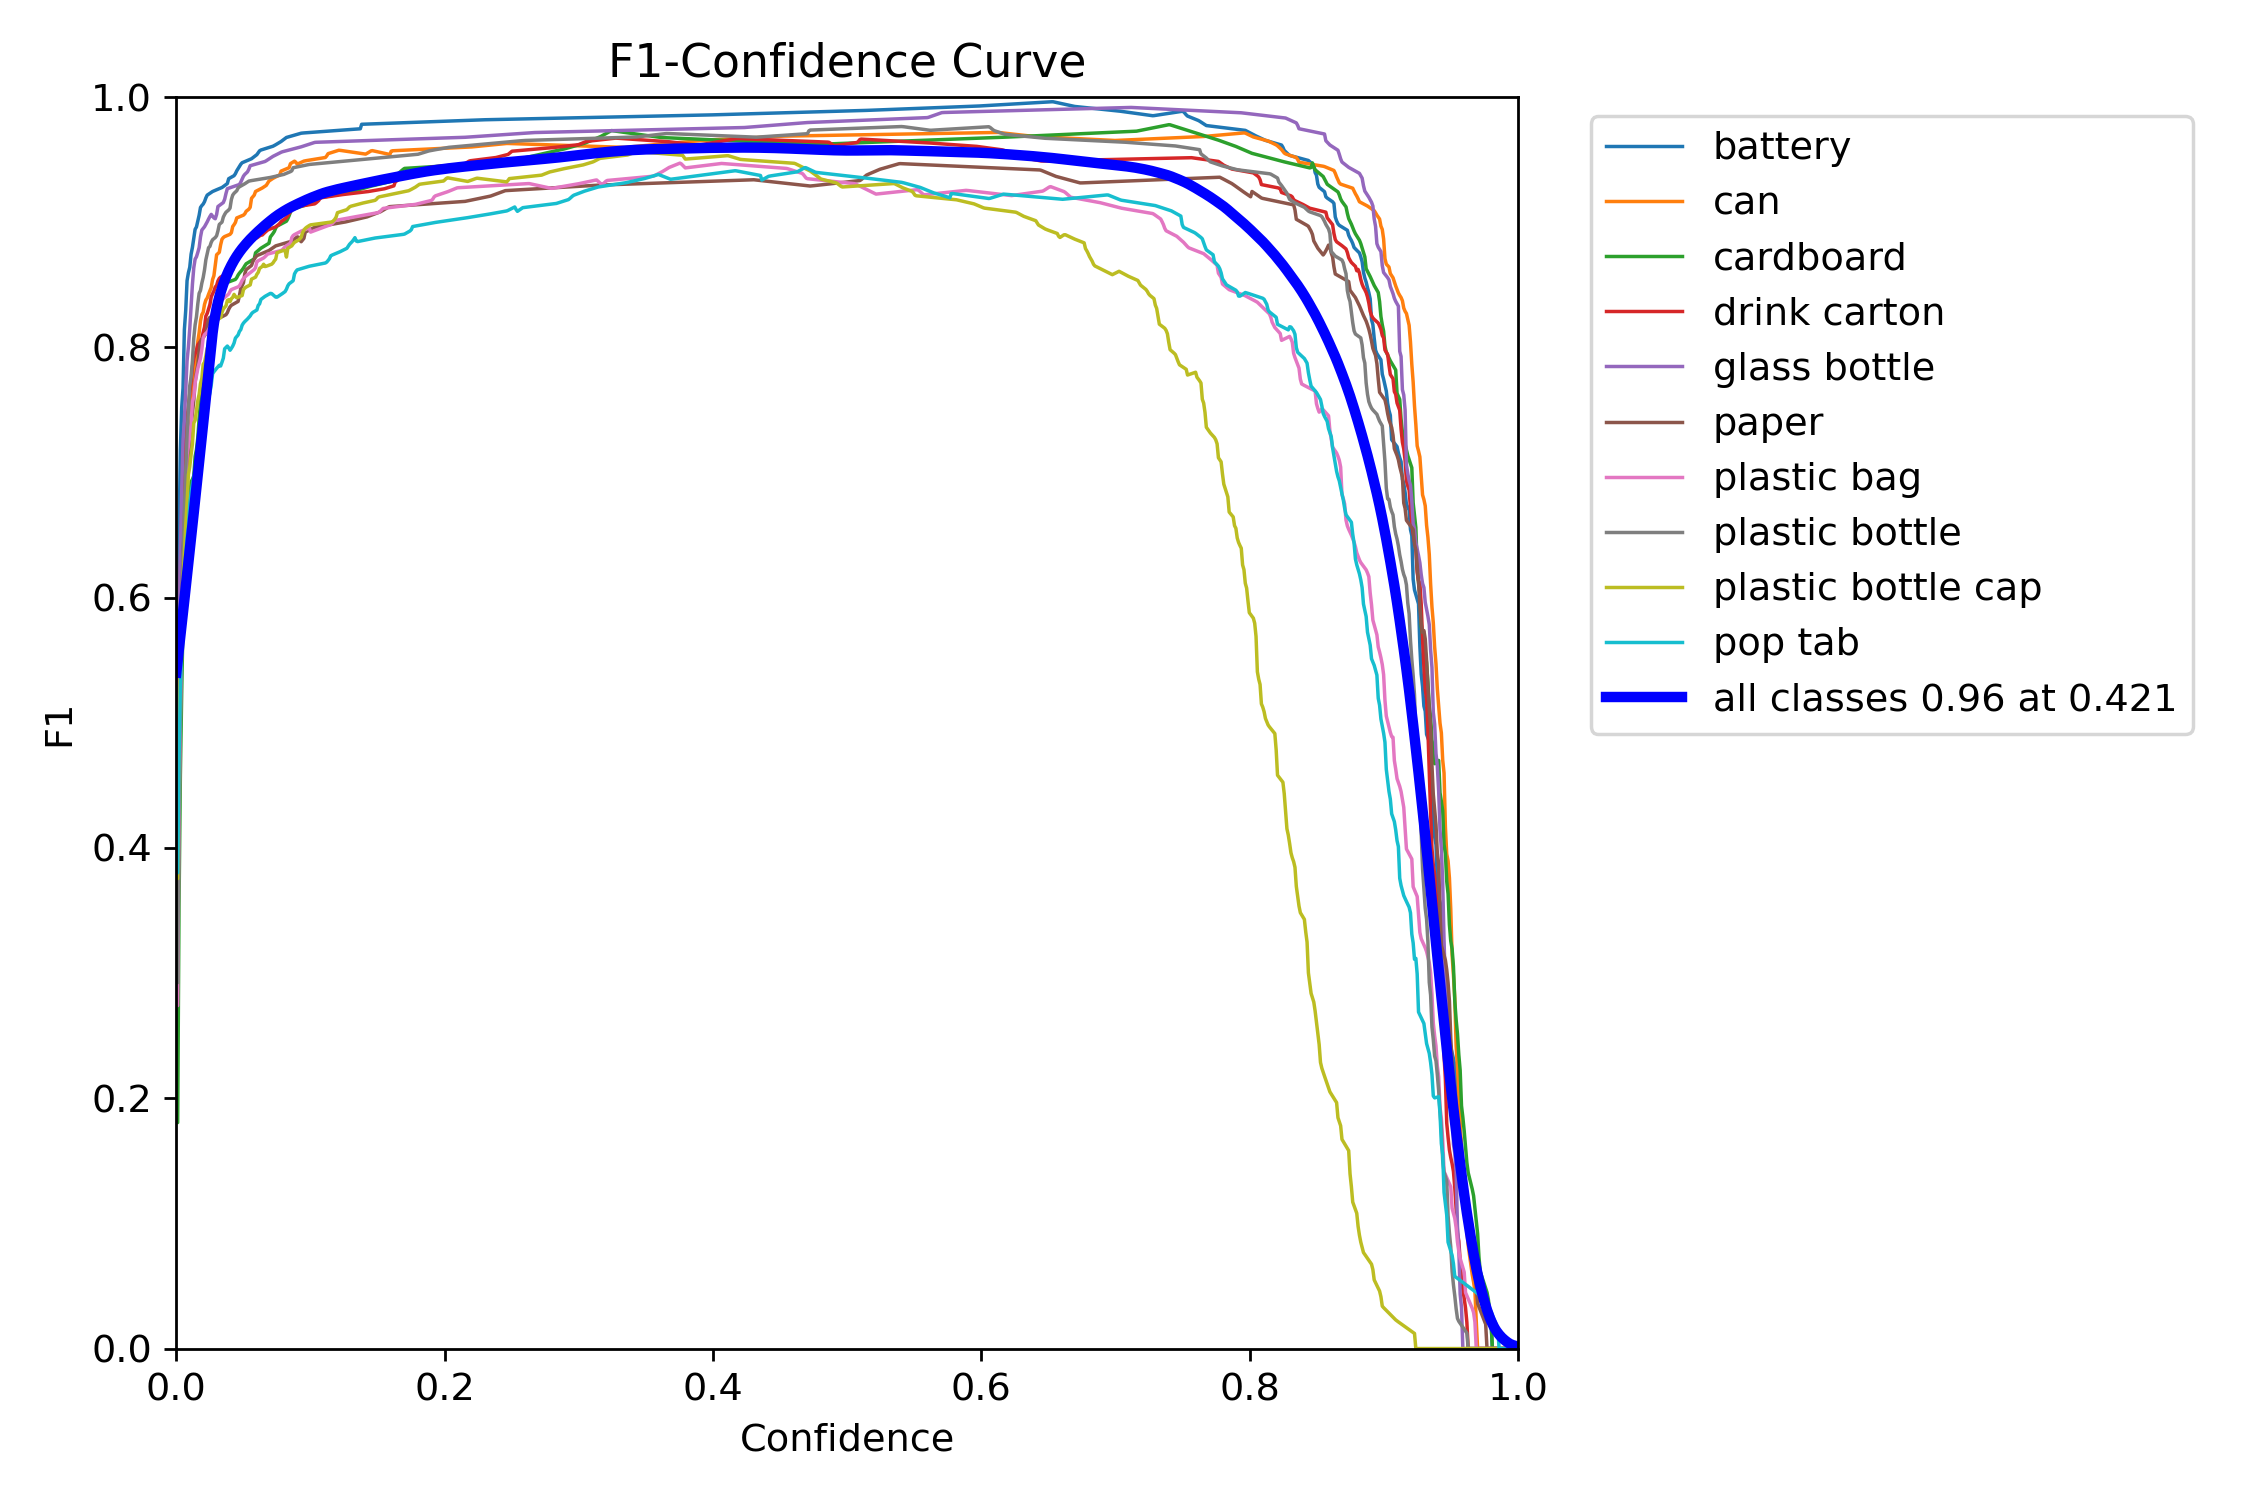 F1-Confidence Curve
1.0
0.8
0.6
0.4
0.2
0.0
F1
0.0 0.2 0.4 0.6 0.8 1.0
Confidence
battery
can
cardboard
drink carton
glass bottle
paper
plastic bag
plastic bottle
plastic bottle cap
pop tab
all classes 0.96 at 0.421